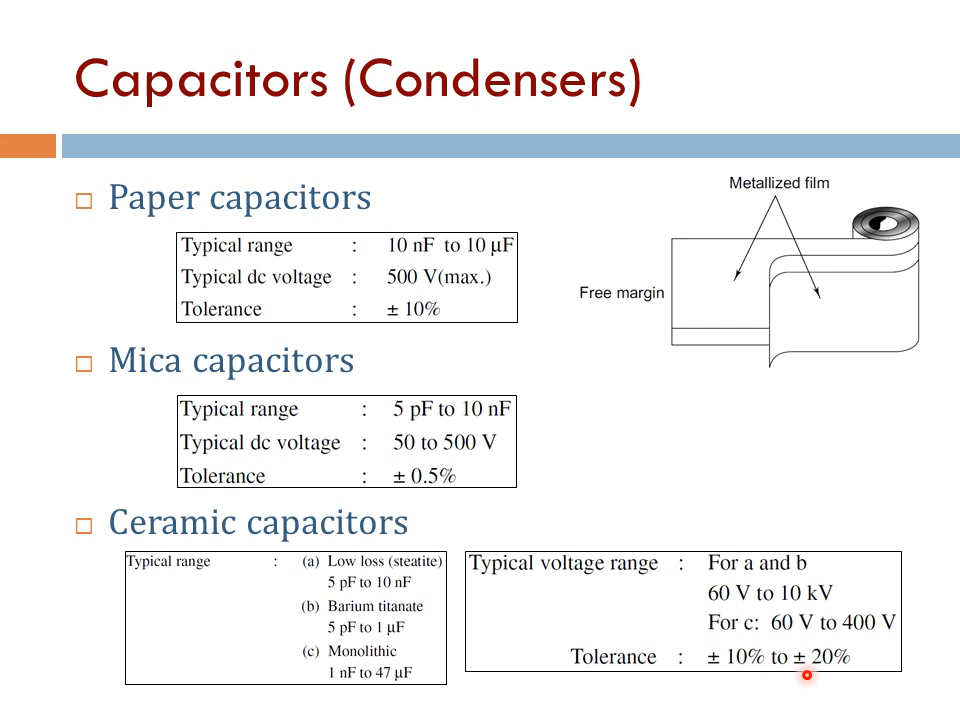 Capacitors (Condensers)
Paper capacitors
Typical range : 10 nF to 10 µF
Typical dc voltage : 500 V(max.)
Tolerance : ± 10%
Metallized film
Free margin
Mica capacitors
Typical range : 5 pF to 10 nF
Typical dc voltage : 50 to 500 V
Tolerance : ± 0.5%
Ceramic capacitors
Typical range : (a) Low loss (steatite)
5 pF to 10 nF
(b) Barium titanate
5 pF to 1 µF
(c) Monolithic
1 nF to 47 µF
Typical voltage range : For a and b
60 V to 10 kV
For c: 60 V to 400 V
Tolerance : ± 10% to ± 20%